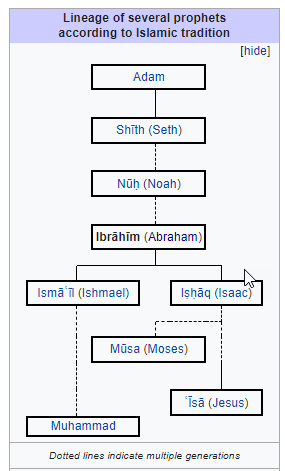 Lineage of several prophets
according to Islamic tradition
[hide]
Adam
Shīth (Seth)
Nūḥ (Noah)
Ibrāhīm (Abraham)
Ismāʿīl (Ishmael)
Isḥāq (Isaac)
Mūsa (Moses)
ʿĪsā (Jesus)
Muhammad
Dotted lines indicate multiple generations